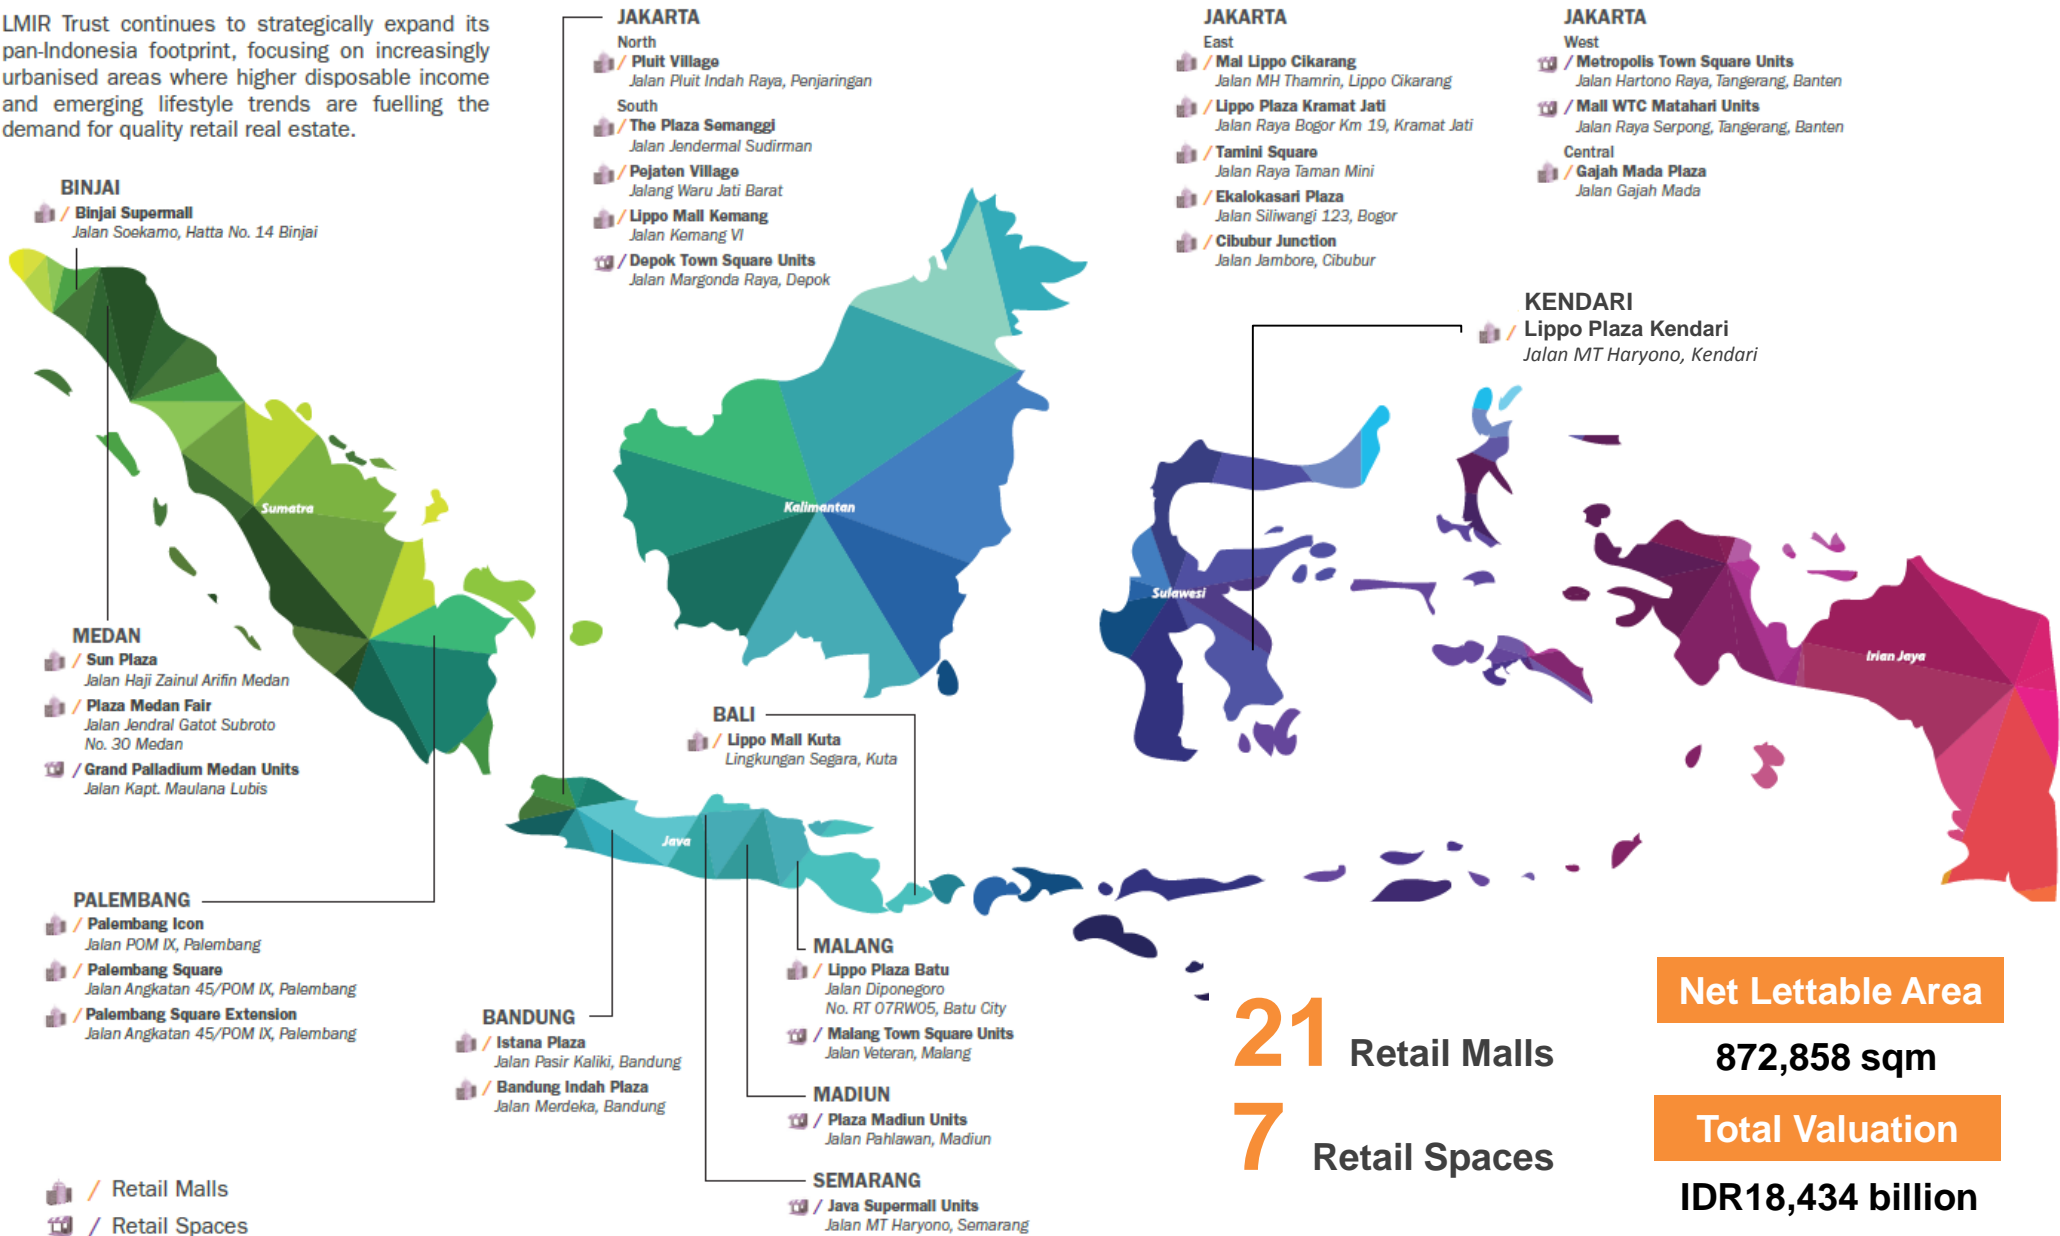 LMIR Trust continues to strategically expand its
pan-Indonesia footprint, focusing on increasingly
urbanised areas where higher disposable income
and emerging lifestyle trends are fuelling the
demand for quality retail real estate.
JAKARTA
North
/ Pluit Village
Jalan Pluit Indah Raya, Penjaringan
South
/ The Plaza Semanggi
Jalan Jendermal Sudirman
/ Pejaten Village
Jalang Waru Jati Barat
/ Lippo Mall Kemang
Jalan Kemang VI
/ Depok Town Square Units
Jalan Margonda Raya, Depok
JAKARTA
East
/ Mal Lippo Cikarang
Jalan MH Thamrin, Lippo Cikarang
/ Lippo Plaza Kramat Jati
Jalan Raya Bogor Km 19, Kramat Jati
/ Tamini Square
Jalan Raya Taman Mini
/ Ekalokasari Plaza
Jalan Siliwangi 123, Bogor
/ Cibubur Junction
Jalan Jambore, Cibubur
JAKARTA
West
/ Metropolis Town Square Units
Jalan Hartono Raya, Tangerang, Banten
/ Mall WTC Matahari Units
Jalan Raya Serpong, Tangerang, Banten
Central
/ Gajah Mada Plaza
Jalan Gajah Mada
BINJAI
/ Binjai Supermall
Jalan Soekarno, Hatta No. 14 Binjai
KENDARI
/ Lippo Plaza Kendari
Jalan MT Haryono, Kendari
Sumatra
Kalimantan
Sulawesi
Irian Jaya
Java
MEDAN
/ Sun Plaza
Jalan Haji Zainul Arifin Medan
/ Plaza Medan Fair
Jalan Jendral Gatot Subroto
No. 30 Medan
/ Grand Palladium Medan Units
Jalan Kapt. Maulana Lubis
BALI
/ Lippo Mall Kuta
Lingkungan Segara, Kuta
PALEMBANG
/ Palembang Icon
Jalan POM IX, Palembang
/ Palembang Square
Jalan Angkatan 45/POM IX, Palembang
/ Palembang Square Extension
Jalan Angkatan 45/POM IX, Palembang
BANDUNG
/ Istana Plaza
Jalan Pasir Kaliki, Bandung
/ Bandung Indah Plaza
Jalan Merdeka, Bandung
MALANG
/ Lippo Plaza Batu
Jalan Diponegoro
No. RT 07RW05, Batu City
/ Malang Town Square Units
Jalan Veteran, Malang
MADIUN
/ Plaza Madiun Units
Jalan Pahlawan, Madiun
SEMARANG
/ Java Supermall Units
Jalan MT Haryono, Semarang
21 Retail Malls
7 Retail Spaces
Net Lettable Area
872,858 sqm
Total Valuation
IDR18,434 billion
/ Retail Malls
/ Retail Spaces